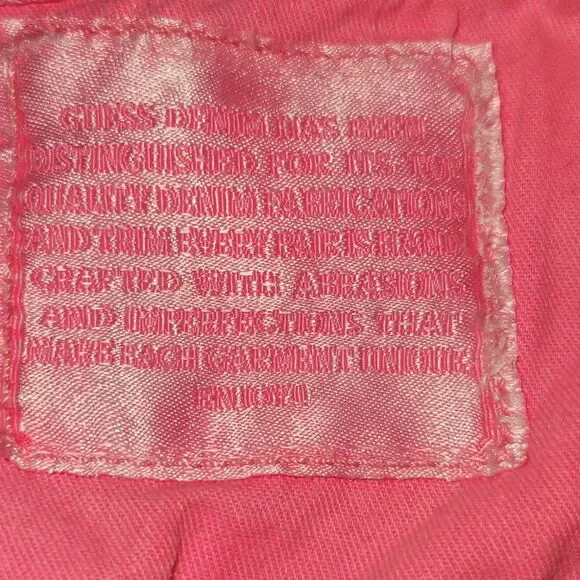 GUESS DENIM HAS BEEN
DISTINGUISHED FOR ITS TOP
QUALITY DENIM FABRICATIONS
AND TRIM EVERY PAIR IS HAND
CRAFTED WITH ABRASIONS
AND IMPERFECTIONS THAT
MAKE EACH GARMENT UNIQUE.
ENJOY!